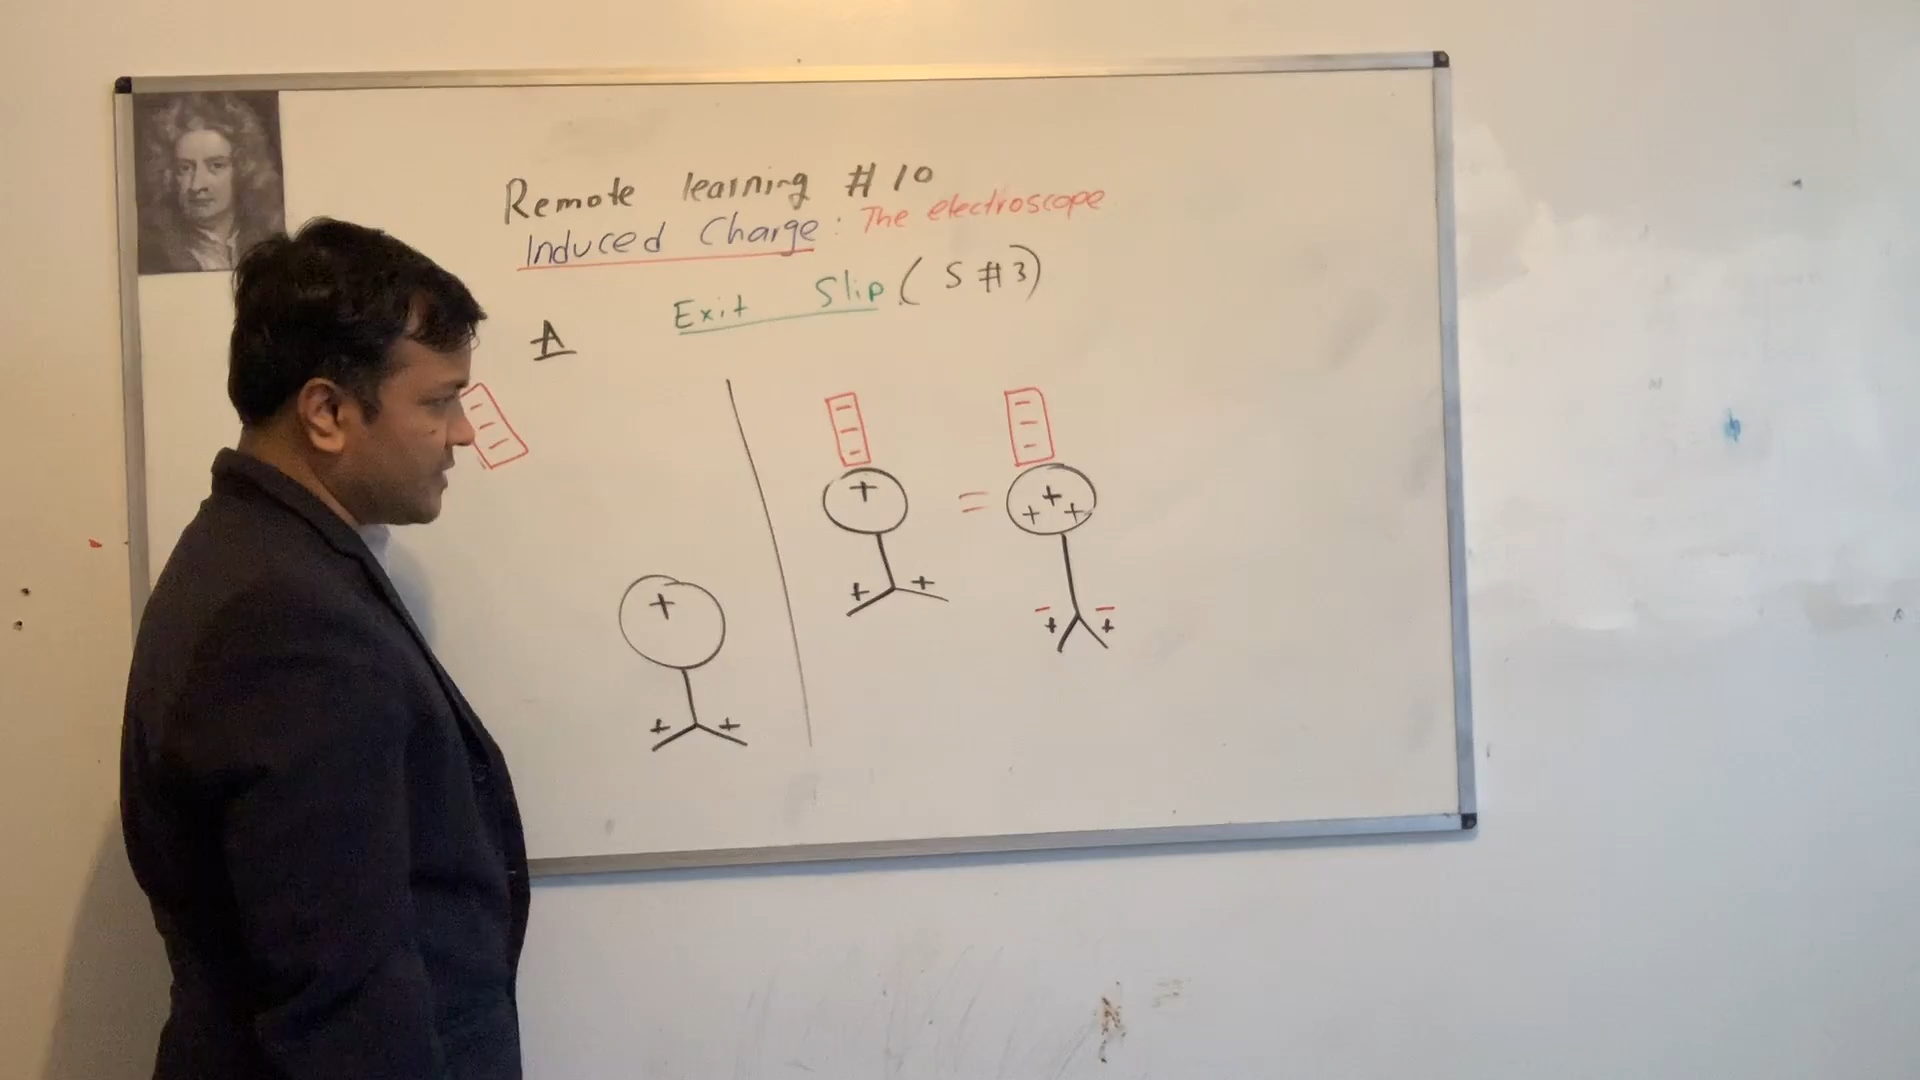 Remote learning #10
Induced Charge: The electroscope
Exit Slip (S #3)
A
- - -
- - -
- - -
+
=
+ + +
+ +
- -
+ +
+
+ +